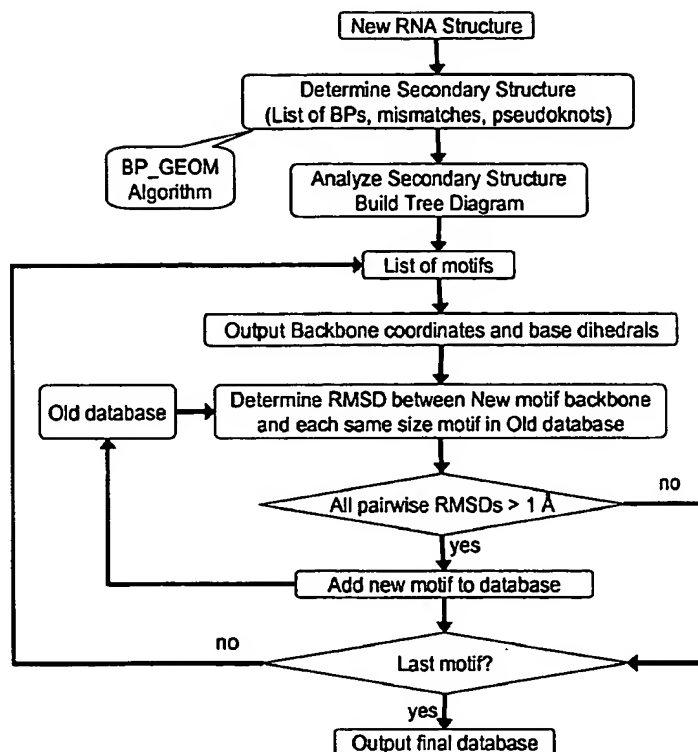 New RNA Structure
Determine Secondary Structure
(List of BPs, mismatches, pseudoknots)
BP_GEOM
Algorithm
Analyze Secondary Structure
Build Tree Diagram
List of motifs
Output Backbone coordinates and base dihedrals
Old database
Determine RMSD between New motif backbone
and each same size motif in Old database
All pairwise RMSDs > 1 Å
no
yes
Add new motif to database
no
Last motif?
yes
Output final database